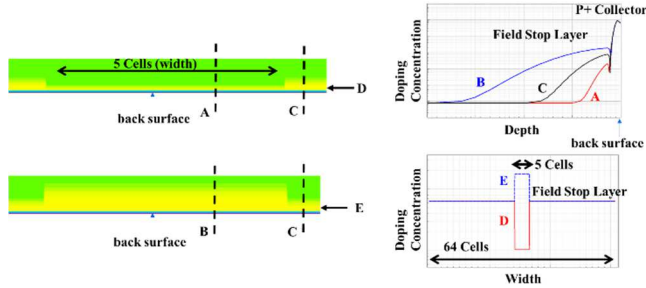 5 Cells (width)
D
back surface
A
C
E
back surface
B
C
P+ Collector
Field Stop Layer
B
C
A
Doping
Concentration
Depth
back surface
5 Cells
E
Field Stop Layer
D
Doping
Concentration
64 Cells
Width